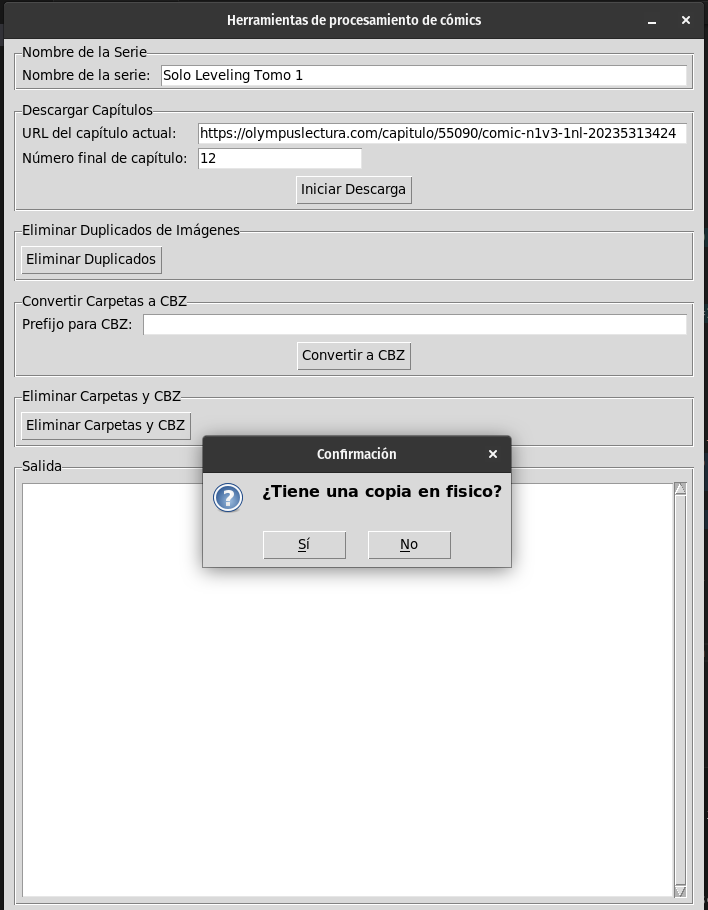 Herramientas de procesamiento de cómics
Nombre de la Serie
Nombre de la serie: Solo Leveling Tomo 1
Descargar Capítulos
URL del capítulo actual: https://olympuslectura.com/capitulo/55090/comic-n1v3-1nl-20235313424
Número final de capítulo: 12
Iniciar Descarga
Eliminar Duplicados de Imágenes
Eliminar Duplicados
Convertir Carpetas a CBZ
Prefijo para CBZ:
Convertir a CBZ
Eliminar Carpetas y CBZ
Eliminar Carpetas y CBZ
Confirmación
Salida
¿Tiene una copia en fisico?
Sí No